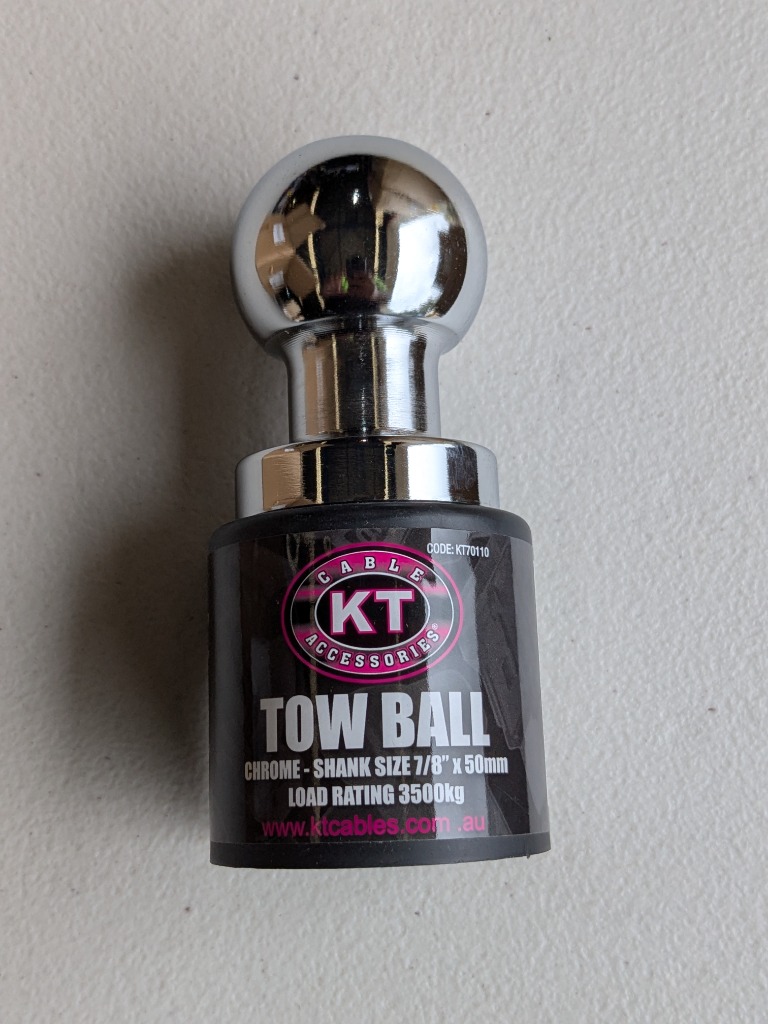 CODE: KT70110
CABLE
KT
ACCESSORIES®
TOW BALL
CHROME - SHANK SIZE 7/8” x 50mm
LOAD RATING 3500kg
www.ktcables.com .au